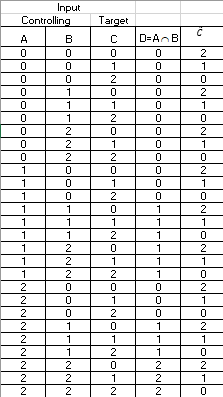 Input
Controlling Target
A B C D=A∩B C̃
0 0 0 0 2
0 0 1 0 1
0 0 2 0 0
0 1 0 0 2
0 1 1 0 1
0 1 2 0 0
0 2 0 0 2
0 2 1 0 1
0 2 2 0 0
1 0 0 0 2
1 0 1 0 1
1 0 2 0 0
1 1 0 1 2
1 1 1 1 1
1 1 2 1 0
1 2 0 1 2
1 2 1 1 1
1 2 2 1 0
2 0 0 0 2
2 0 1 0 1
2 0 2 0 0
2 1 0 1 2
2 1 1 1 1
2 1 2 1 0
2 2 0 2 2
2 2 1 2 1
2 2 2 2 0